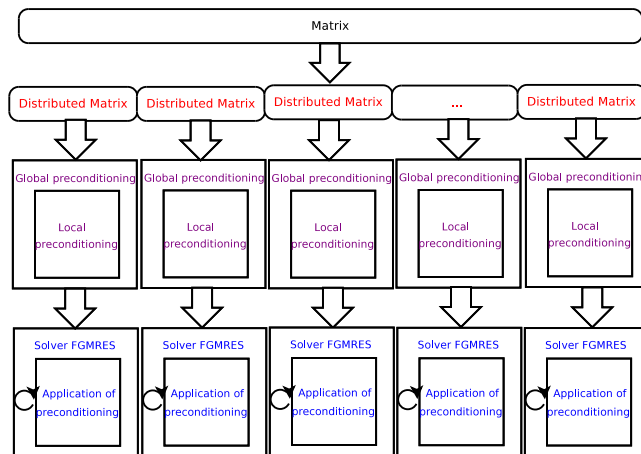 Matrix
Distributed Matrix
Distributed Matrix
Distributed Matrix
...
Distributed Matrix
Global preconditioning
Global preconditioning
Global preconditioning
Global preconditioning
Global preconditioning
Local
preconditioning
Local
preconditioning
Local
preconditioning
Local
preconditioning
Local
preconditioning
Solver FGMRES
Solver FGMRES
Solver FGMRES
Solver FGMRES
Solver FGMRES
Application of
preconditioning
Application of
preconditioning
Application of
preconditioning
Application of
preconditioning
Application of
preconditioning